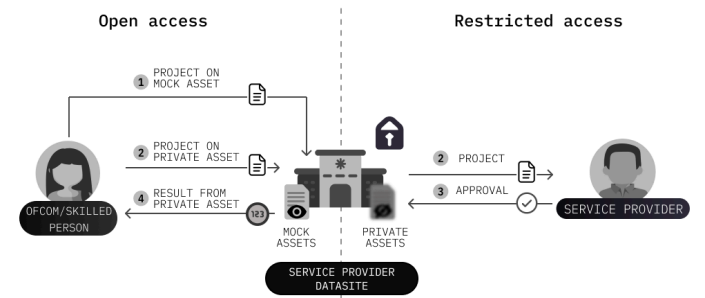 Open access
Restricted access
1 PROJECT ON
MOCK ASSET
2 PROJECT ON
PRIVATE ASSET
4 RESULT FROM
PRIVATE ASSET
123
OFCOM/SKILLED
PERSON
MOCK
ASSETS
PRIVATE
ASSETS
2 PROJECT
3 APPROVAL
SERVICE PROVIDER
SERVICE PROVIDER
DATASITE